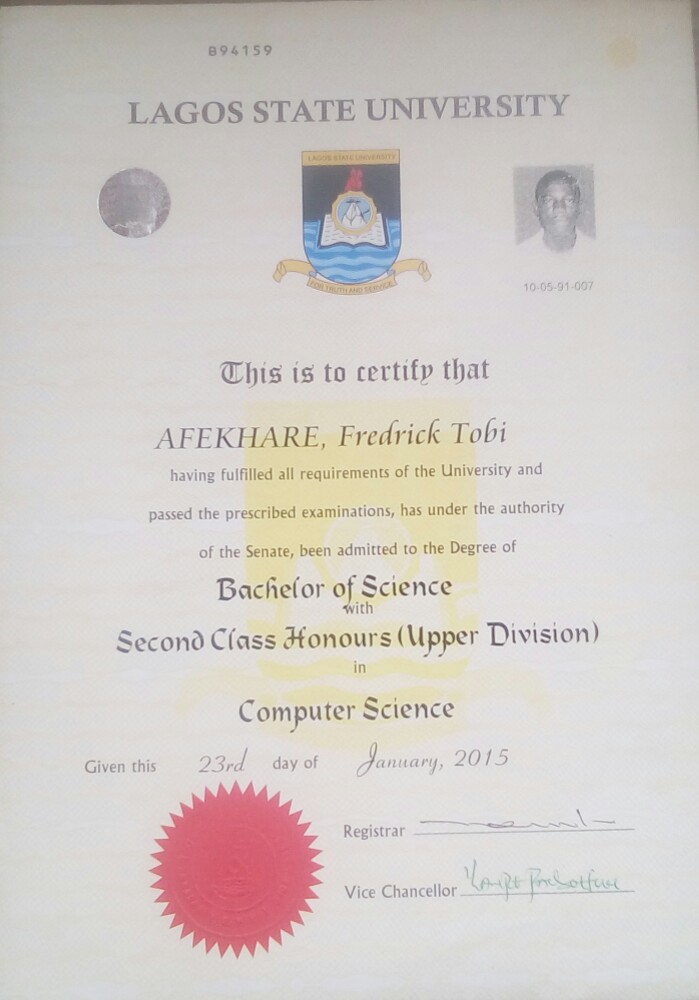 B94159
LAGOS STATE UNIVERSITY
LAGOS STATE UNIVERSITY
FOR TRUTH AND SERVICE
10-05-91-007
This is to certify that
AFEKHARE, Fredrick Tobi
having fulfilled all requirements of the University and
passed the prescribed examinations, has under the authority
of the Senate, been admitted to the Degree of
Bachelor of Science
with
Second Class Honours (Upper Division)
in
Computer Science
Given this 23rd day of January, 2015
Registrar
Vice Chancellor